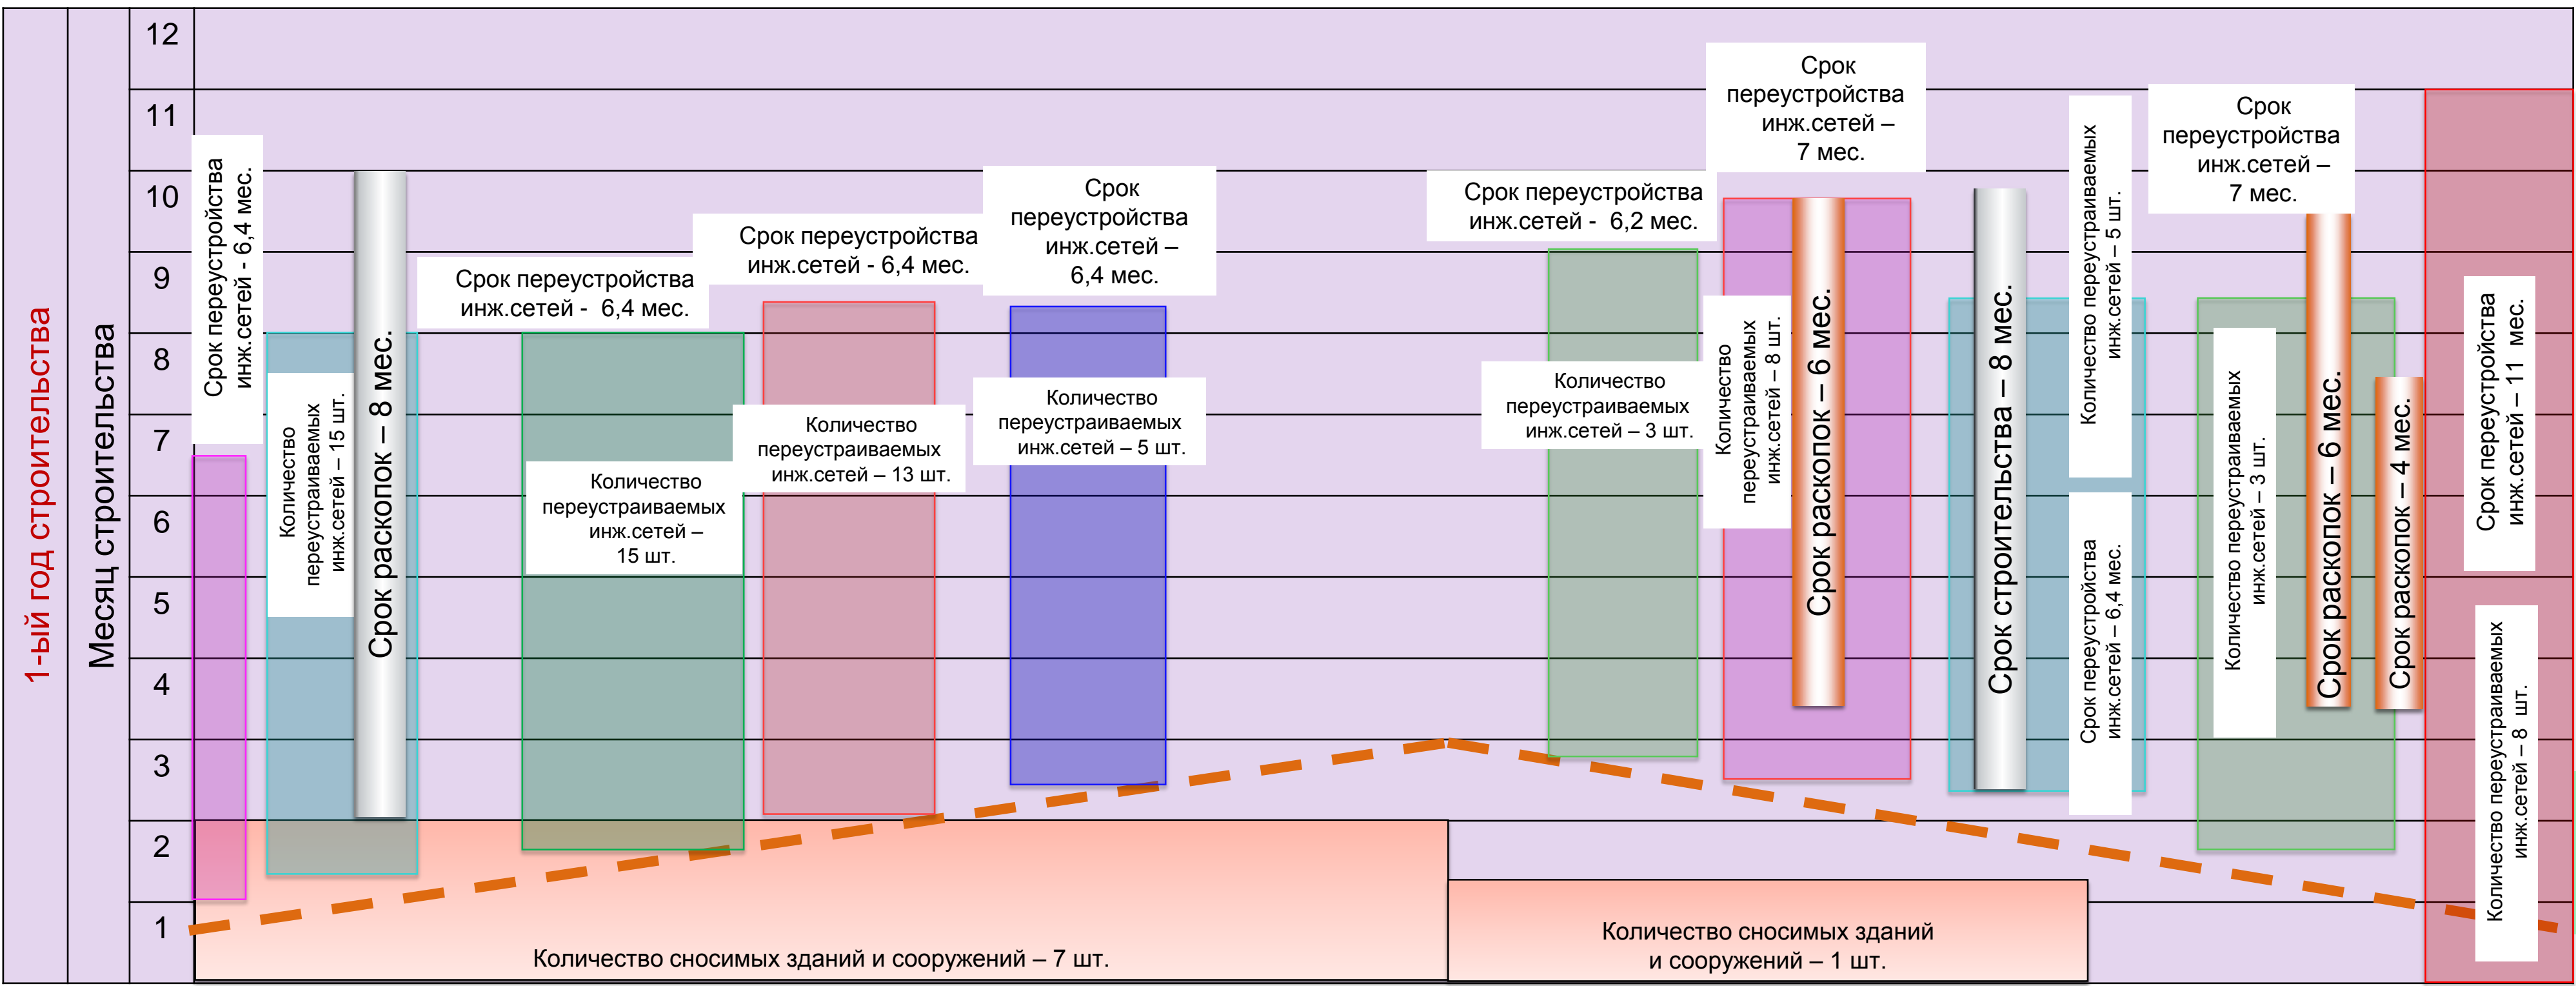 1-ый год строительства
Месяц строительства
12
11
10
9
8
7
6
5
4
3
2
1
Срок переустройства
инж.сетей - 6,4 мес.
Количество
переустраиваемых
инж.сетей – 15 шт.
Срок раскопок – 8 мес.
Срок переустройства
инж.сетей - 6,4 мес.
Количество
переустраиваемых
инж.сетей –
15 шт.
Срок переустройства
инж.сетей - 6,4 мес.
Количество
переустраиваемых
инж.сетей – 13 шт.
Срок
переустройства
инж.сетей –
6,4 мес.
Количество
переустраиваемых
инж.сетей – 5 шт.
Срок переустройства
инж.сетей - 6,2 мес.
Количество
переустраиваемых
инж.сетей – 3 шт.
Срок
переустройства
инж.сетей –
7 мес.
Количество
переустраиваемых
инж.сетей – 8 шт.
Срок раскопок – 6 мес.
Срок строительства – 8 мес.
Количество переустраиваемых
инж.сетей – 5 шт.
Срок переустройства
инж.сетей – 6,4 мес.
Срок
переустройства
инж.сетей –
7 мес.
Количество переустраиваемых
инж.сетей – 3 шт.
Срок раскопок – 6 мес.
Срок раскопок – 4 мес.
Срок переустройства
инж.сетей – 11 мес.
Количество переустраиваемых
инж.сетей – 8 шт.
Количество сносимых зданий и сооружений – 7 шт.
Количество сносимых зданий
и сооружений – 1 шт.